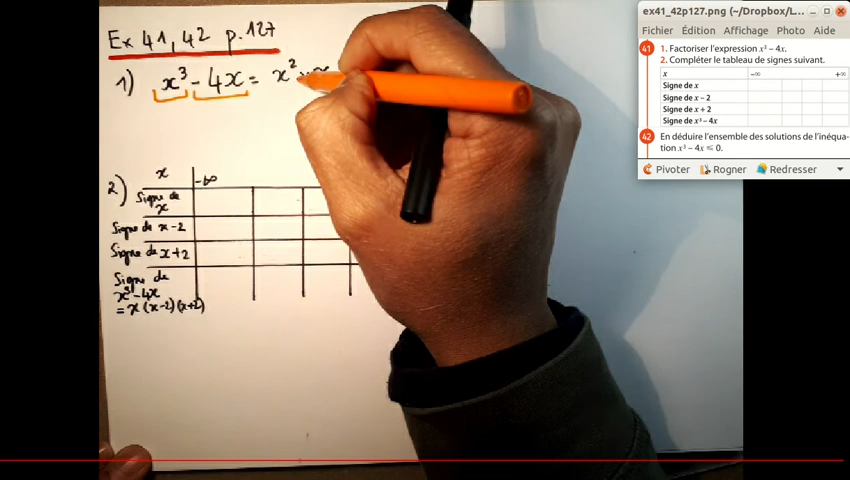 Ex 41, 42 p.127
1) x³ - 4x = x² × x
2)
x -∞
Signe de
x
Signe de x-2
Signe de x+2
Signe de
x³-4x
= x(x-2)(x+2)
ex41_42p127.png (~/Dropbox/L...
Fichier Édition Affichage Photo Aide
41 1. Factoriser l'expression x³ – 4x.
2. Compléter le tableau de signes suivant.
x –∞ +∞
Signe de x
Signe de x – 2
Signe de x + 2
Signe de x³ – 4x
42 En déduire l'ensemble des solutions de l'inéqua-
tion x³ – 4x ⩽ 0.
Pivoter Rogner Redresser